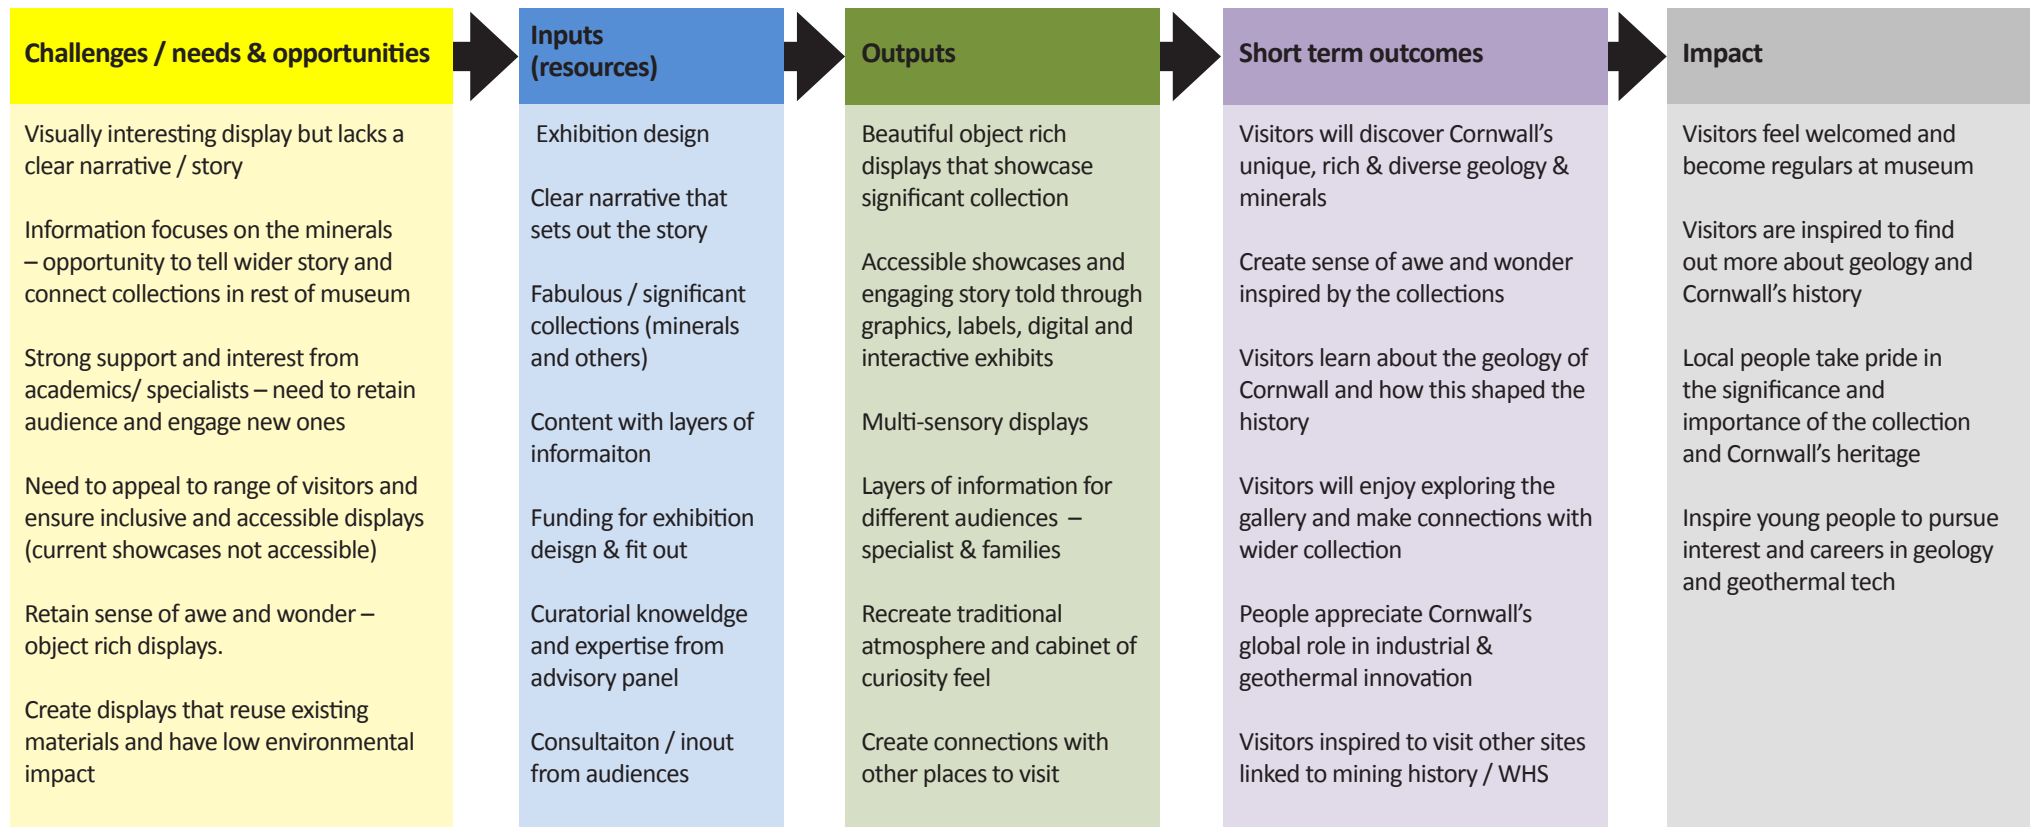 Challenges / needs & opportunities
Visually interesting display but lacks a
clear narrative / story
Information focuses on the minerals
– opportunity to tell wider story and
connect collections in rest of museum
Strong support and interest from
academics/ specialists – need to retain
audience and engage new ones
Need to appeal to range of visitors and
ensure inclusive and accessible displays
(current showcases not accessible)
Retain sense of awe and wonder –
object rich displays.
Create displays that reuse existing
materials and have low environmental
impact
Inputs
(resources)
Exhibition design
Clear narrative that
sets out the story
Fabulous / significant
collections (minerals
and others)
Content with layers of
informaiton
Funding for exhibition
deisgn & fit out
Curatorial knoweldge
and expertise from
advisory panel
Consultaiton / inout
from audiences
Outputs
Beautiful object rich
displays that showcase
significant collection
Accessible showcases and
engaging story told through
graphics, labels, digital and
interactive exhibits
Multi-sensory displays
Layers of information for
different audiences –
specialist & families
Recreate traditional
atmosphere and cabinet of
curiosity feel
Create connections with
other places to visit
Short term outcomes
Visitors will discover Cornwall's
unique, rich & diverse geology &
minerals
Create sense of awe and wonder
inspired by the collections
Visitors learn about the geology of
Cornwall and how this shaped the
history
Visitors will enjoy exploring the
gallery and make connections with
wider collection
People appreciate Cornwall's
global role in industrial &
geothermal innovation
Visitors inspired to visit other sites
linked to mining history / WHS
Impact
Visitors feel welcomed and
become regulars at museum
Visitors are inspired to find
out more about geology and
Cornwall's history
Local people take pride in
the significance and
importance of the collection
and Cornwall's heritage
Inspire young people to pursue
interest and careers in geology
and geothermal tech